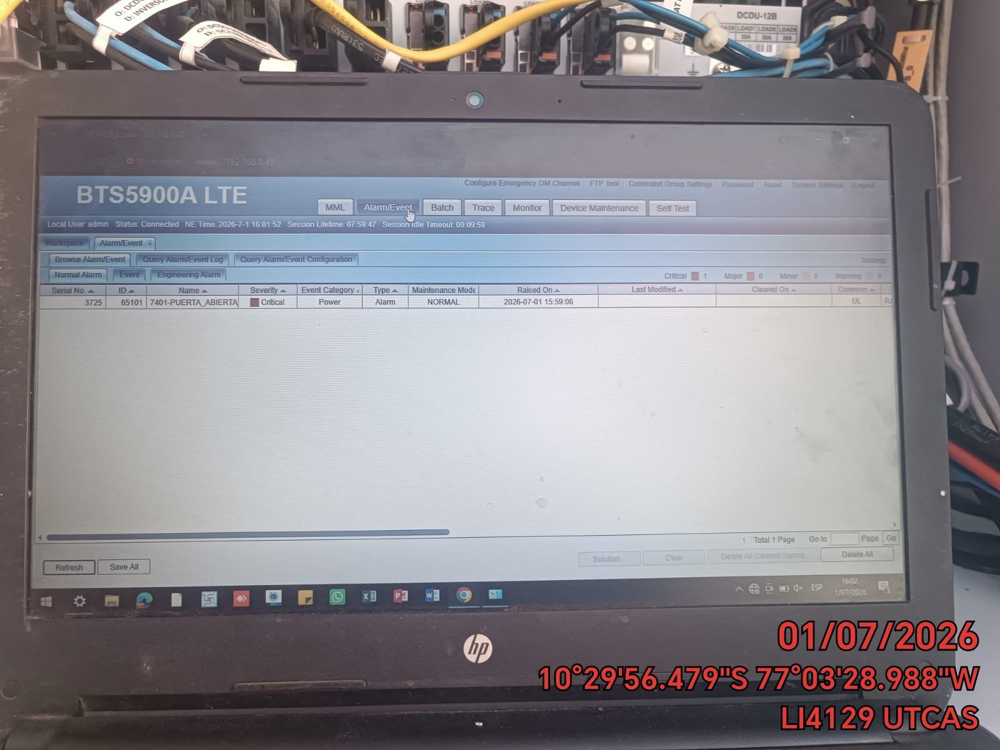 DCDU-12B
LOAD7 LOAD8 LOAD9
30A 30A 30A 30A
192.168.0.49
Configure Emergency OM Channel FTP Tool Command Group Settings Password About System Settings Logout
BTS5900A LTE
MML Alarm/Event Batch Trace Monitor Device Maintenance Self Test
Local User: admin Status: Connected NE Time: 2026-7-1 16:01:52 Session Lifetime: 07:59:47 Session Idle Timeout: 00:09:59
Workspace Alarm/Event
Browse Alarm/Event Query Alarm/Event Log Query Alarm/Event Configuration Settings
Normal Alarm Event Engineering Alarm Critical 1 Major 0 Minor 0 Warning 0
Serial No. ID Name Severity Event Category Type Maintenance Mode Raised On Last Modified Cleared On Common
3725 65101 7401-PUERTA_ABIERTA Critical Power Alarm NORMAL 2026-07-01 15:59:06 UL
1 Total 1 Page Go to Page Go
Refresh Save All Solution.. Clear Delete All Cleared Alarms Delete All
ESP 16:02
1/07/2026
3
hp
01/07/2026
10°29'56.479"S 77°03'28.988"W
LI4129 UTCAS